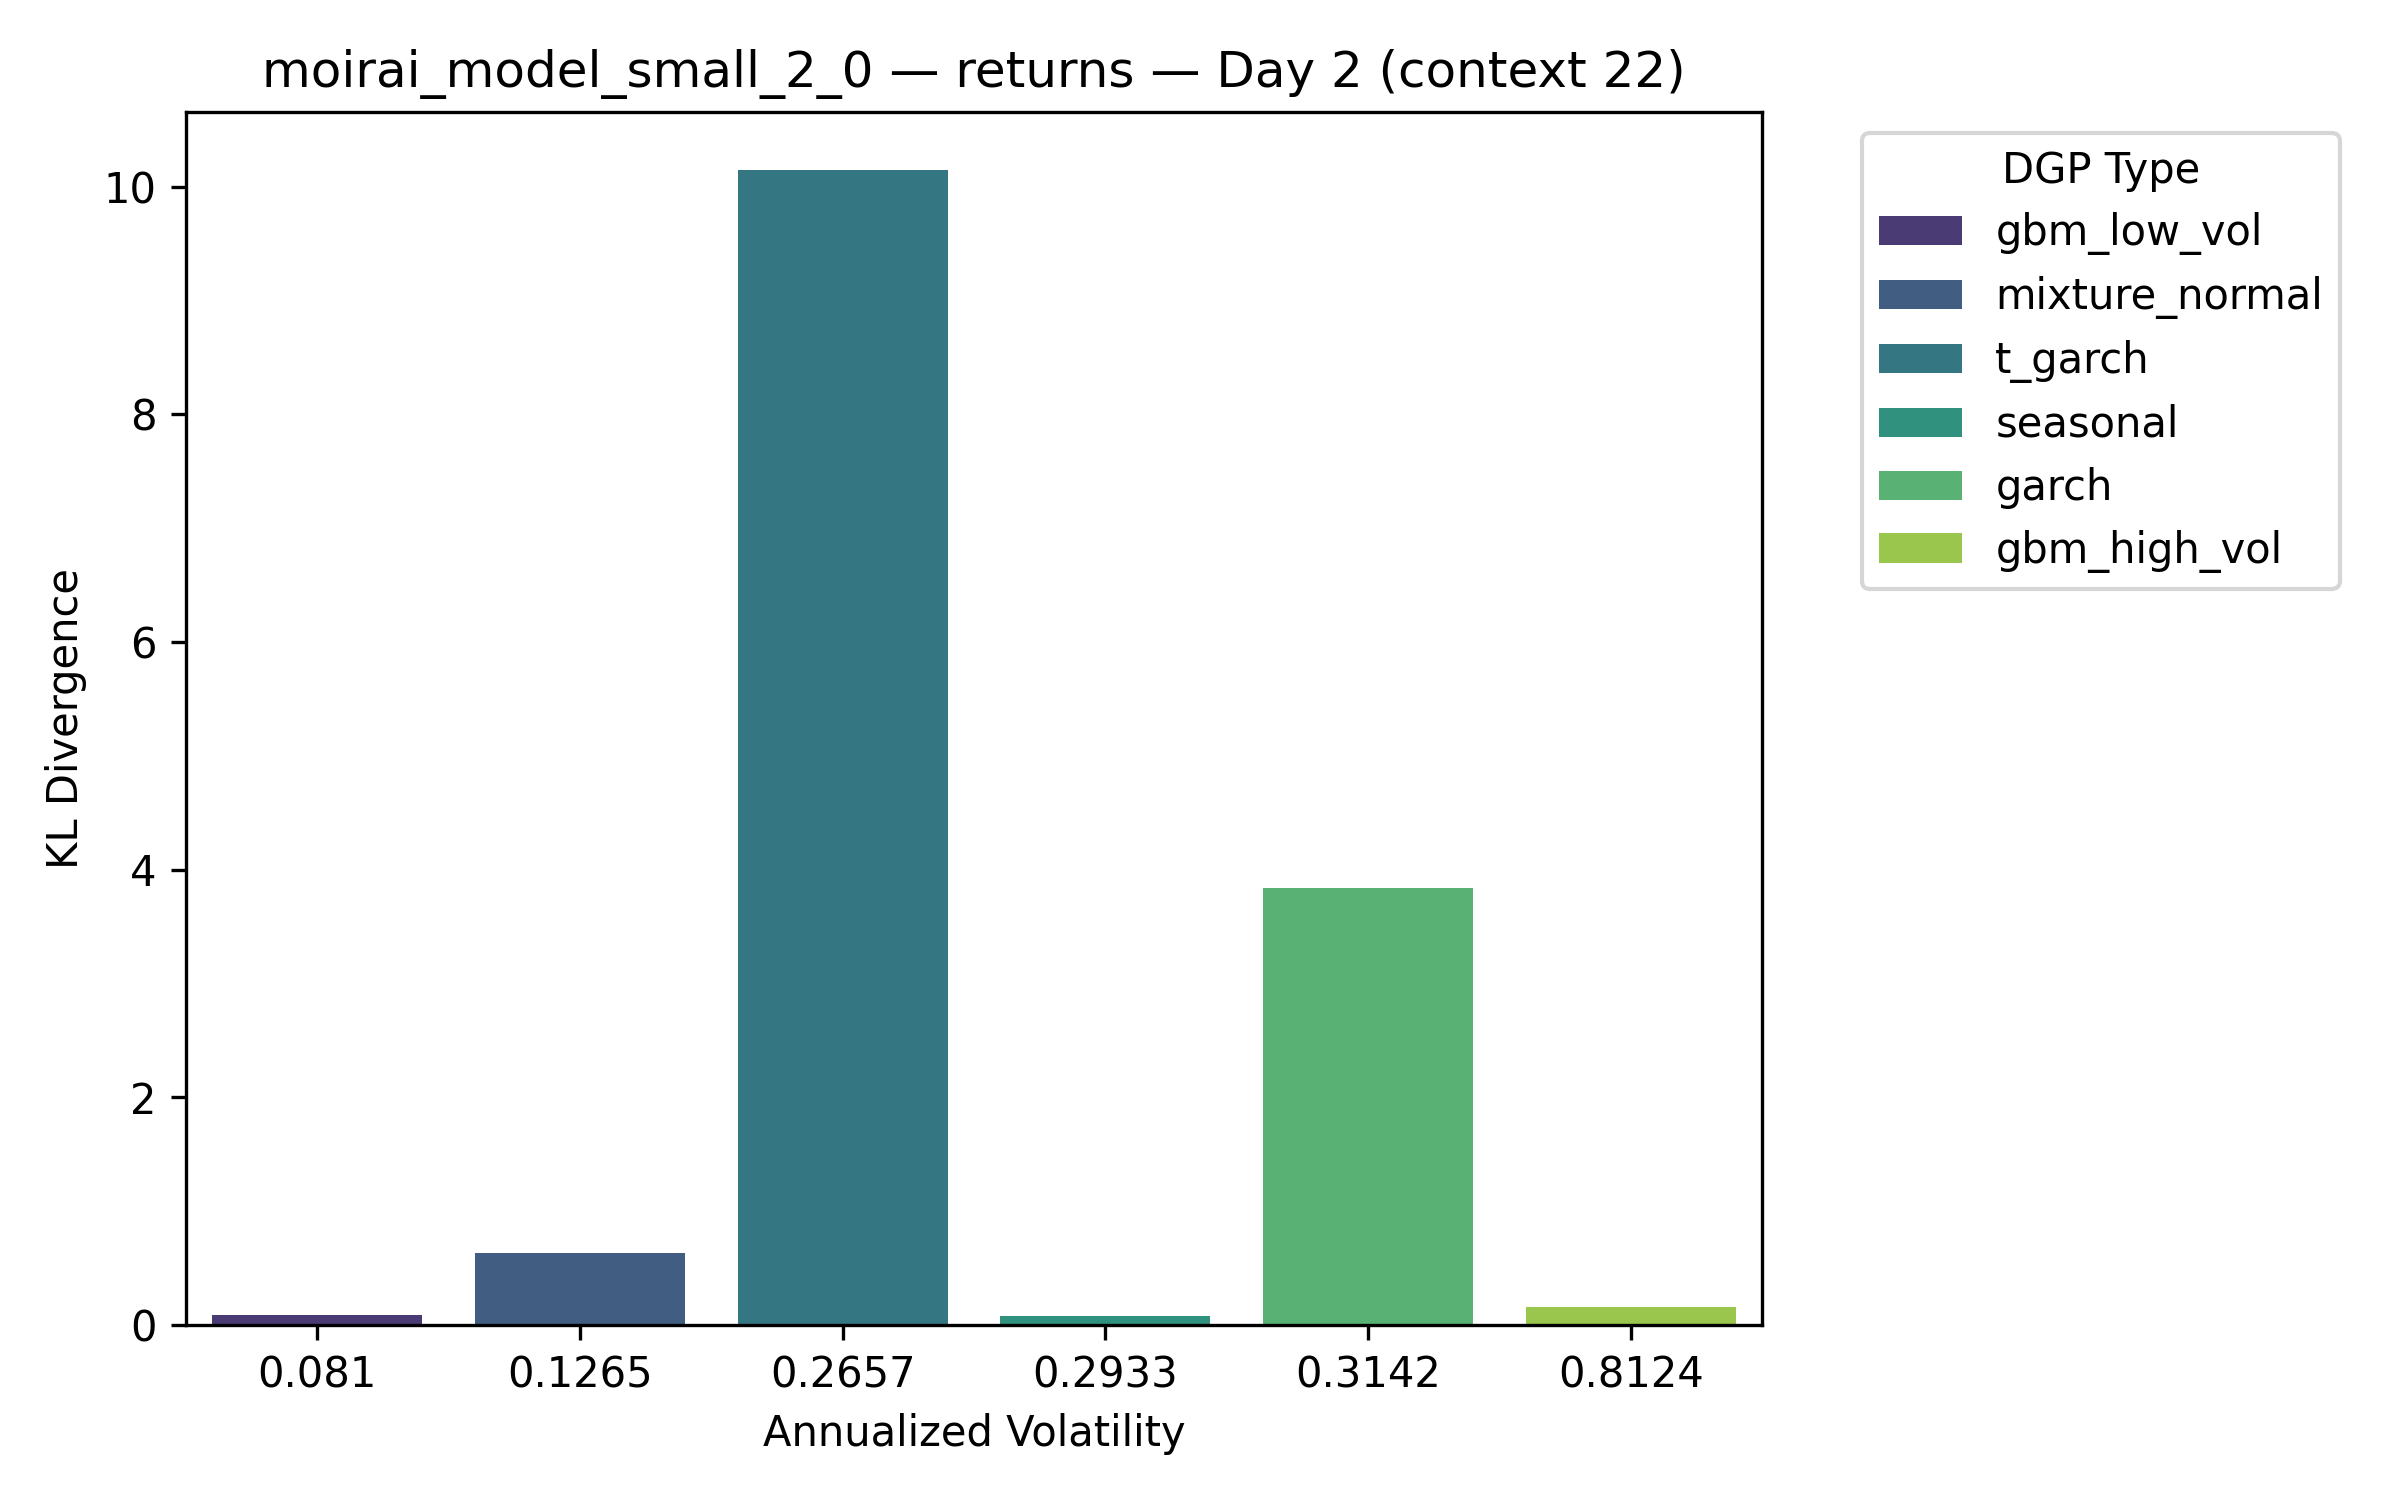 moirai_model_small_2_0 — returns — Day 2 (context 22)
DGP Type
gbm_low_vol
mixture_normal
t_garch
seasonal
garch
gbm_high_vol
KL Divergence
10
8
6
4
2
0
0.081 0.1265 0.2657 0.2933 0.3142 0.8124
Annualized Volatility